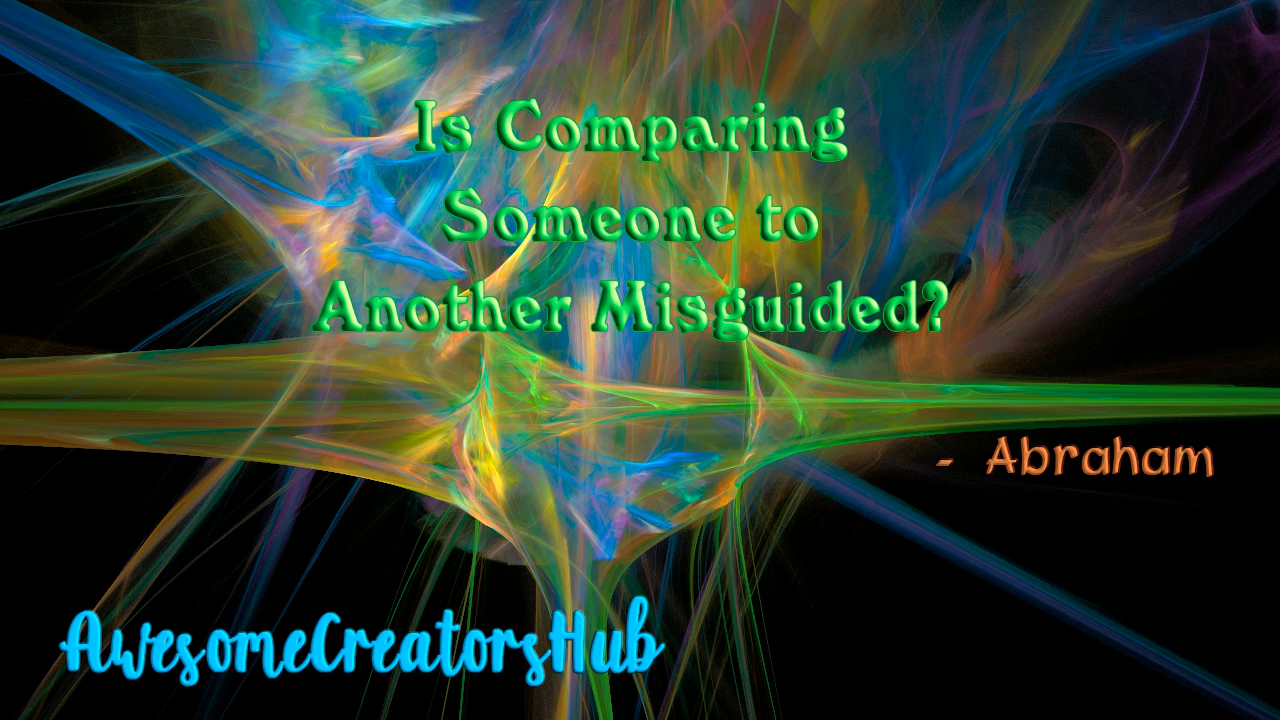 Is Comparing
Someone to
Another Misguided?
- Abraham
AwesomeCreatorsHub